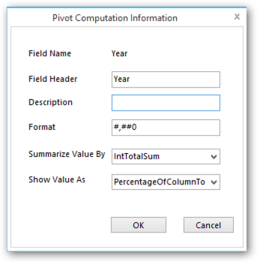 Pivot Computation Information x
Field Name Year
Field Header Year
Description
Format #,##0
Summarize Value By IntTotalSum
Show Value As PercentageOfColumnTo
OK Cancel